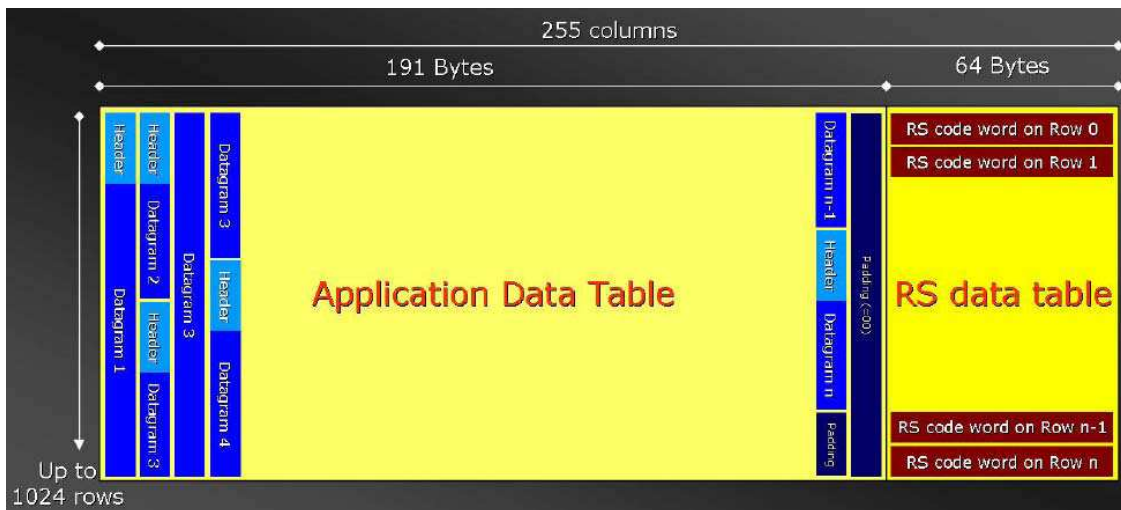 255 columns
191 Bytes
64 Bytes
Header
Datagram 1
Header
Datagram 2
Header
Datagram 3
Datagram 3
Datagram 3
Header
Datagram 4
Application Data Table
Datagram n-1
Header
Datagram n
Padding
Padding (=00)
RS code word on Row 0
RS code word on Row 1
RS data table
RS code word on Row n-1
RS code word on Row n
Up to
1024 rows